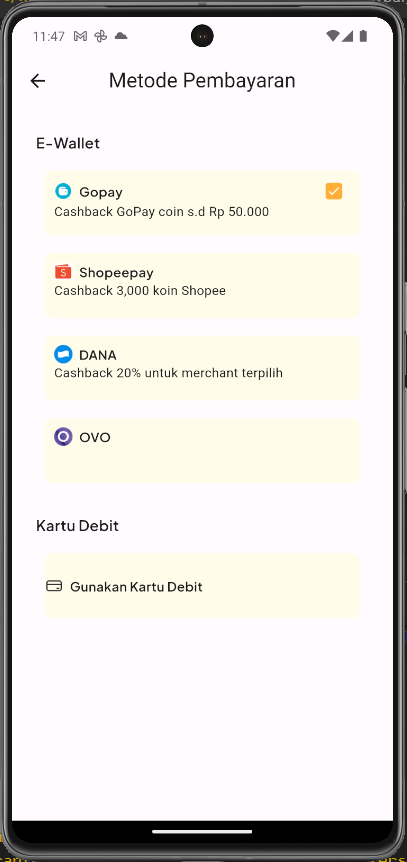 11:47
Metode Pembayaran
E-Wallet
Gopay
Cashback GoPay coin s.d Rp 50.000
Shopeepay
Cashback 3,000 koin Shopee
DANA
Cashback 20% untuk merchant terpilih
OVO
Kartu Debit
Gunakan Kartu Debit